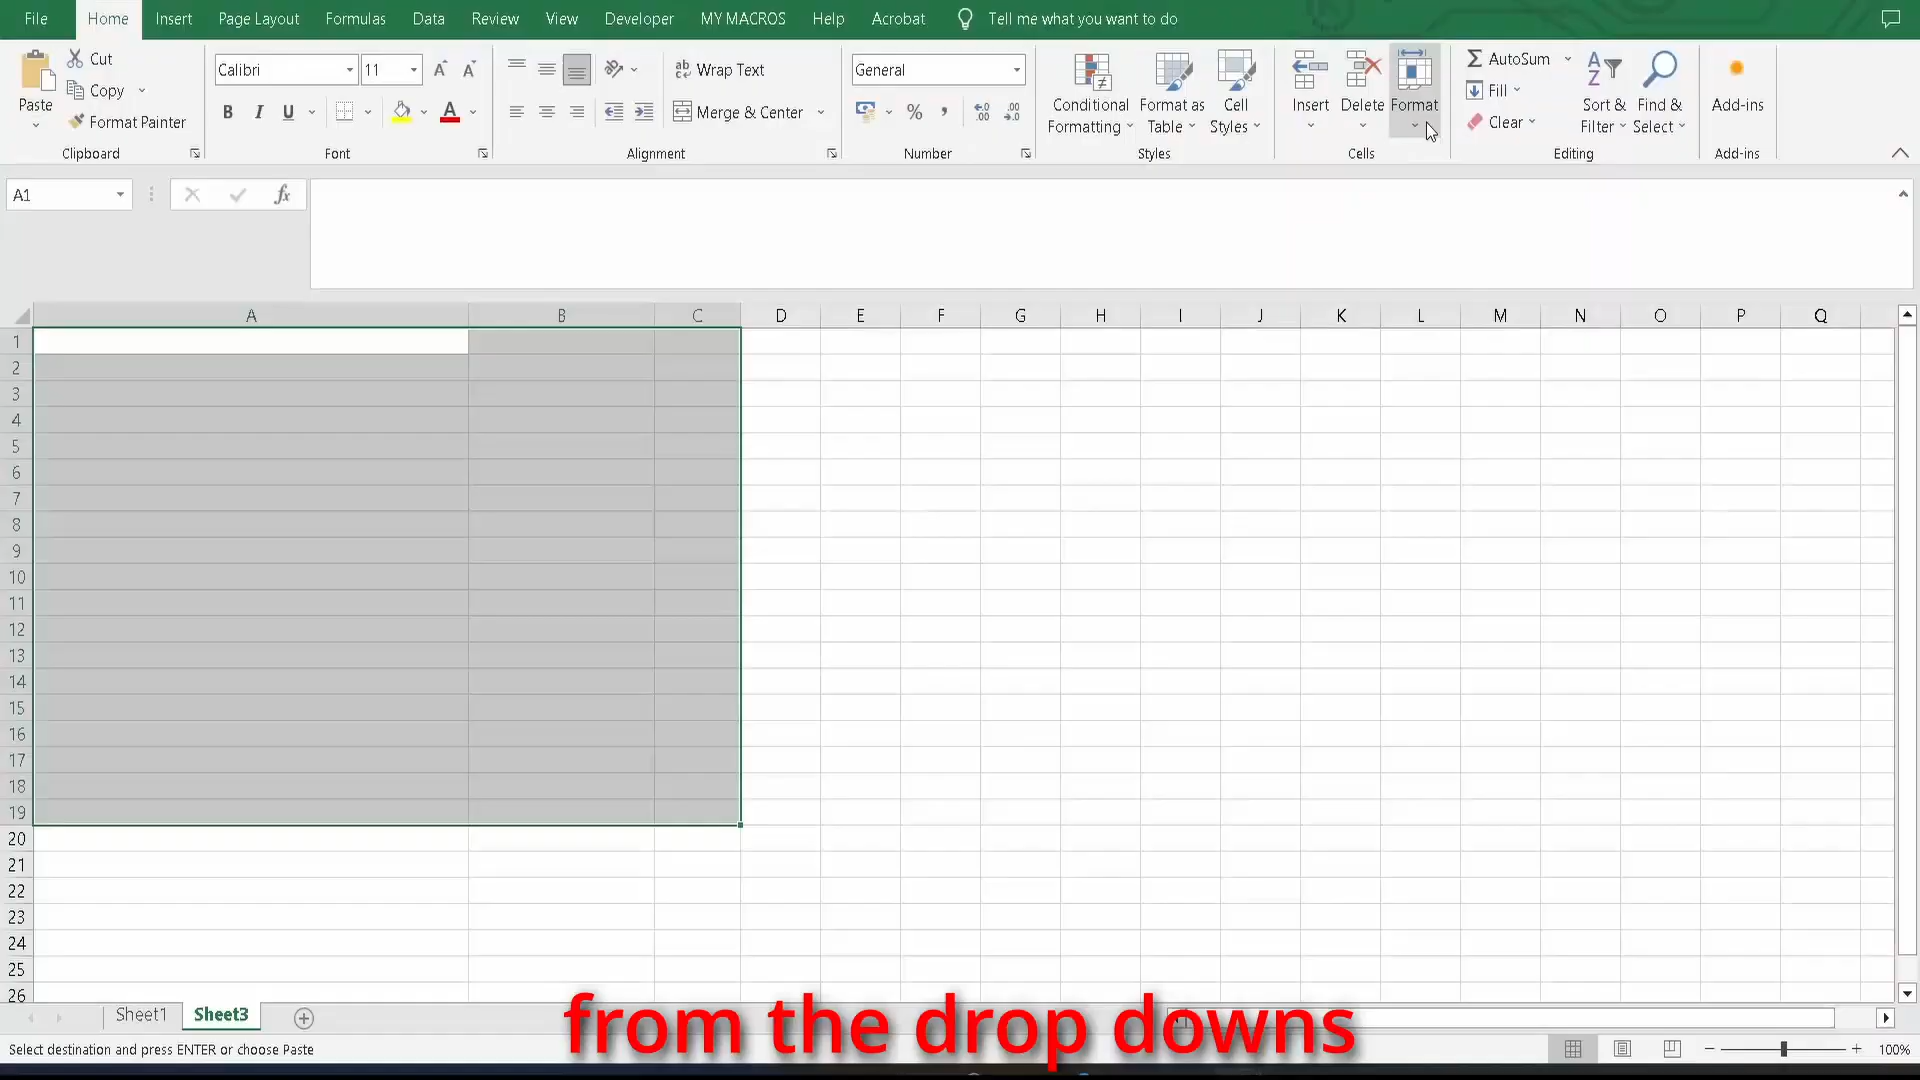 File Home Insert Page Layout Formulas Data Review View Developer MY MACROS Help Acrobat Tell me what you want to do
Paste
Cut
Copy
Format Painter
Clipboard
Calibri 11
B I U
Font
Wrap Text
Merge & Center
Alignment
General
Number
Conditional Formatting
Format as Table
Cell Styles
Styles
Insert
Delete
Format
Cells
AutoSum
Fill
Clear
Sort & Filter
Find & Select
Editing
Add-ins
Add-ins
A1 fx
A B C D E F G H I J K L M N O P Q
1
2
3
4
5
6
7
8
9
10
11
12
13
14
15
16
17
18
19
20
21
22
23
24
25
26
Sheet1 Sheet3
from the drop downs
Select destination and press ENTER or choose Paste
100%